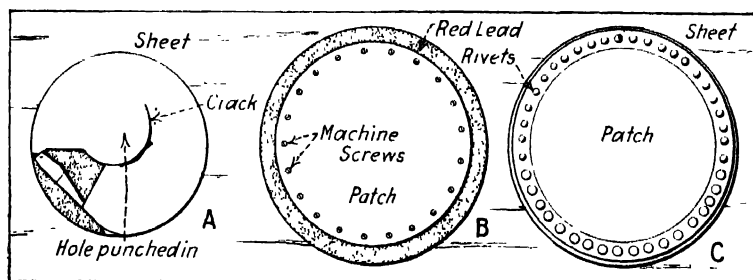 Sheet
Crack
Hole punched in
A
Red Lead
Rivets
Machine
Screws
Patch
B
Sheet
Patch
C